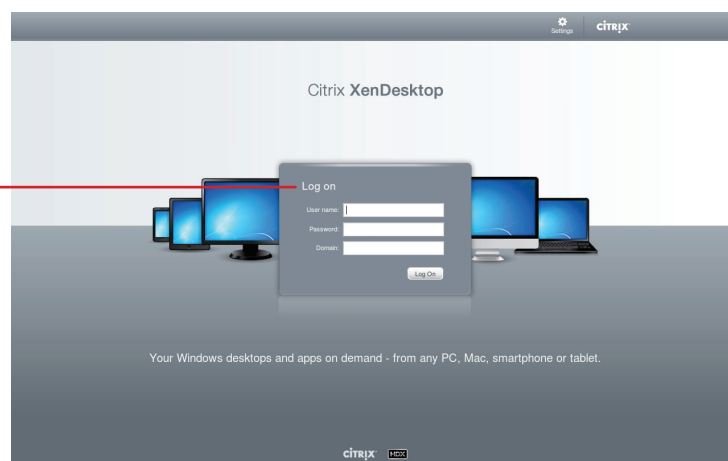 Settings
CITRIX
Citrix XenDesktop
Log on
User name:
Password:
Domain:
Log On
Your Windows desktops and apps on demand - from any PC, Mac, smartphone or tablet.
CITRIX HDX